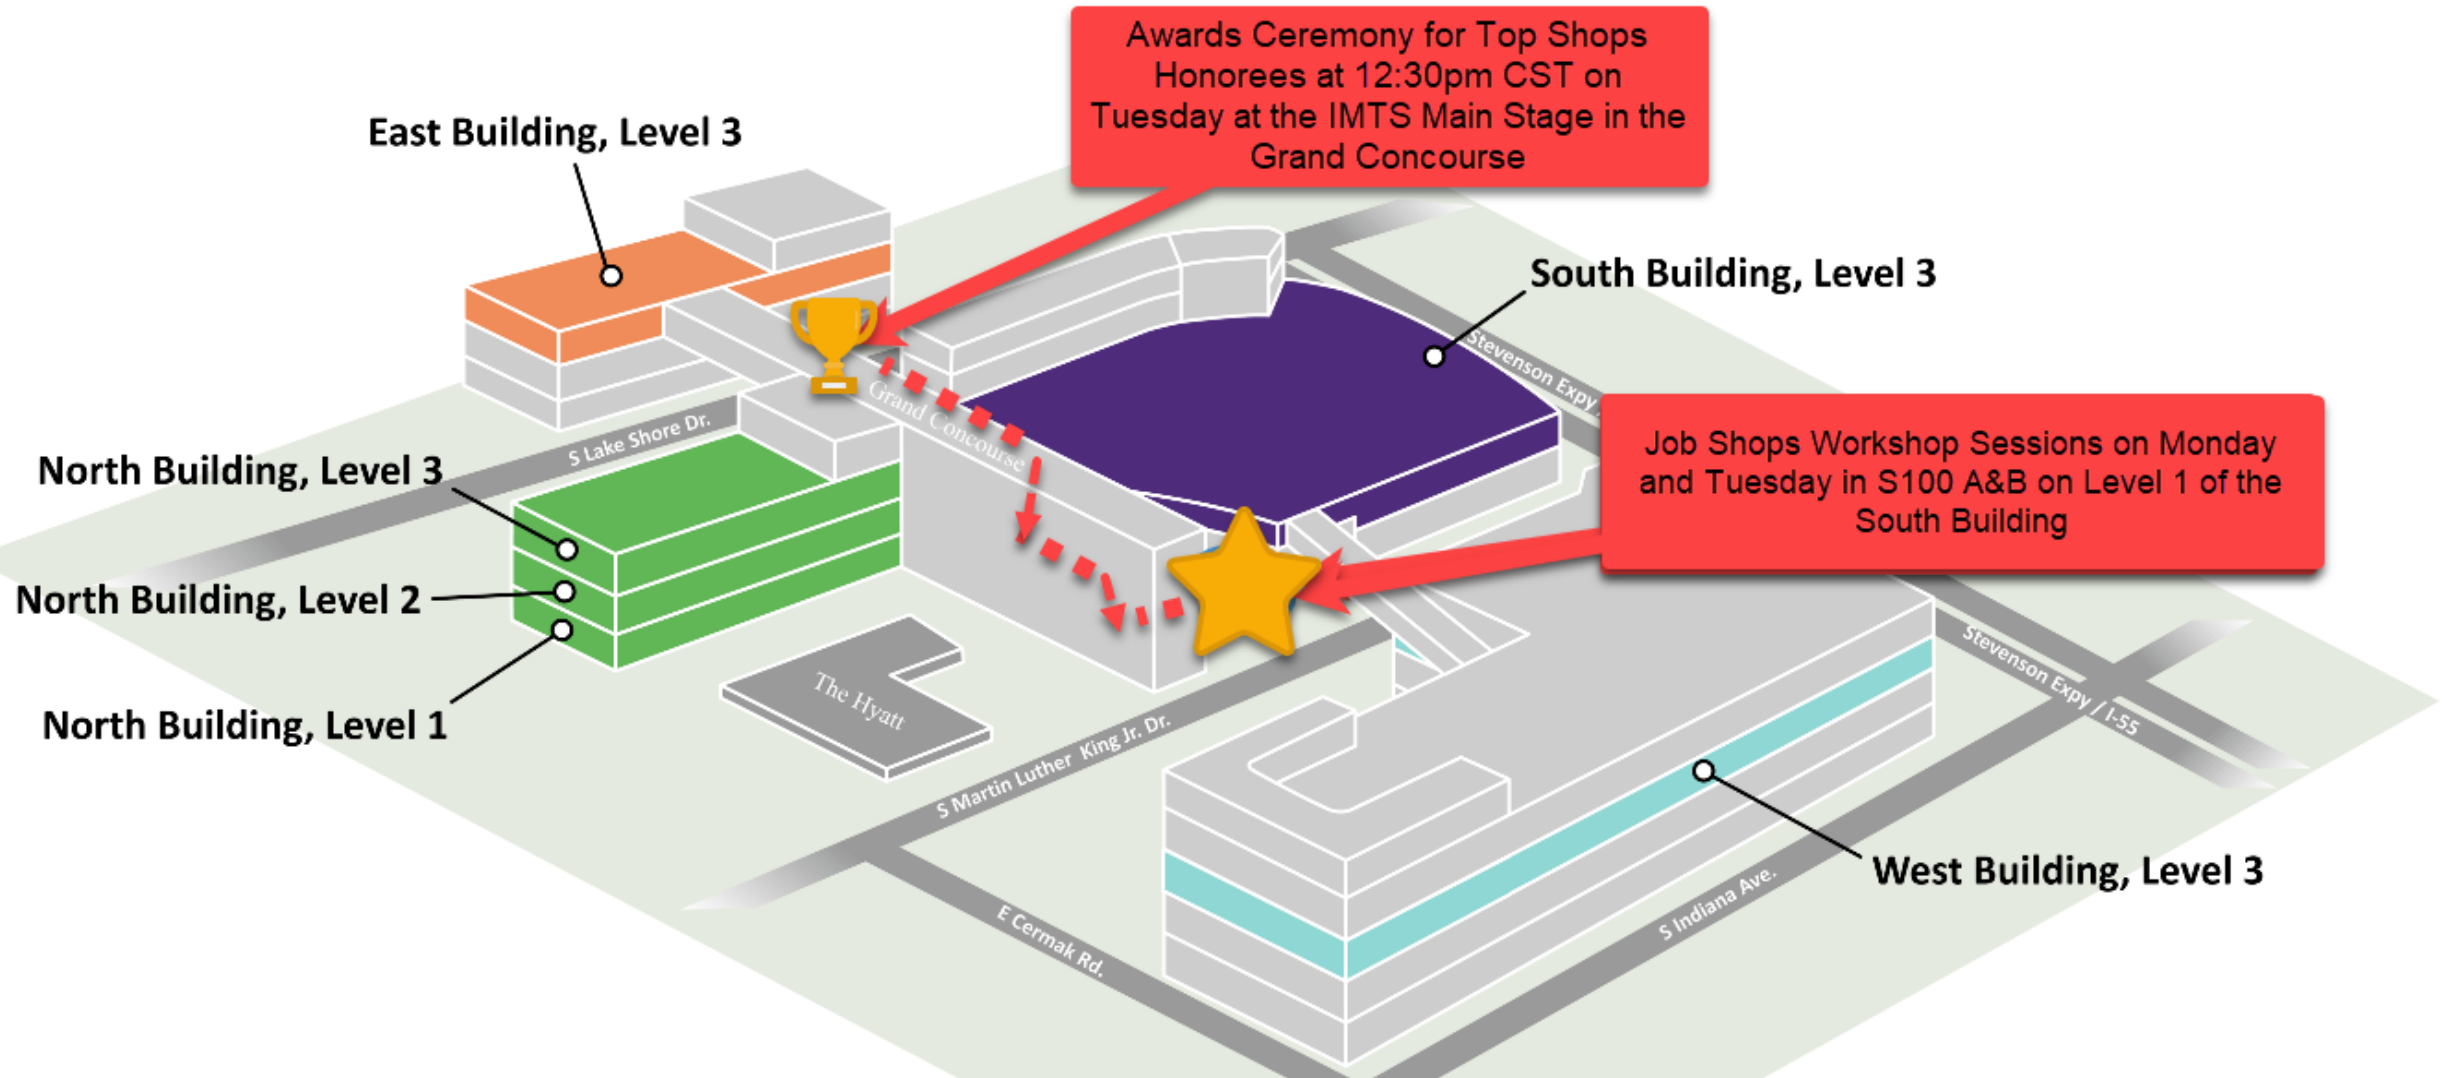 Awards Ceremony for Top Shops
Honorees at 12:30pm CST on
Tuesday at the IMTS Main Stage in the
Grand Concourse
East Building, Level 3
South Building, Level 3
Stevenson Expy
Grand Concourse
S Lake Shore Dr.
North Building, Level 3
Job Shops Workshop Sessions on Monday
and Tuesday in S100 A&B on Level 1 of the
South Building
North Building, Level 2
North Building, Level 1
The Hyatt
Stevenson Expy / I-55
S Martin Luther King Jr. Dr.
West Building, Level 3
S Indiana Ave.
E Cermak Rd.